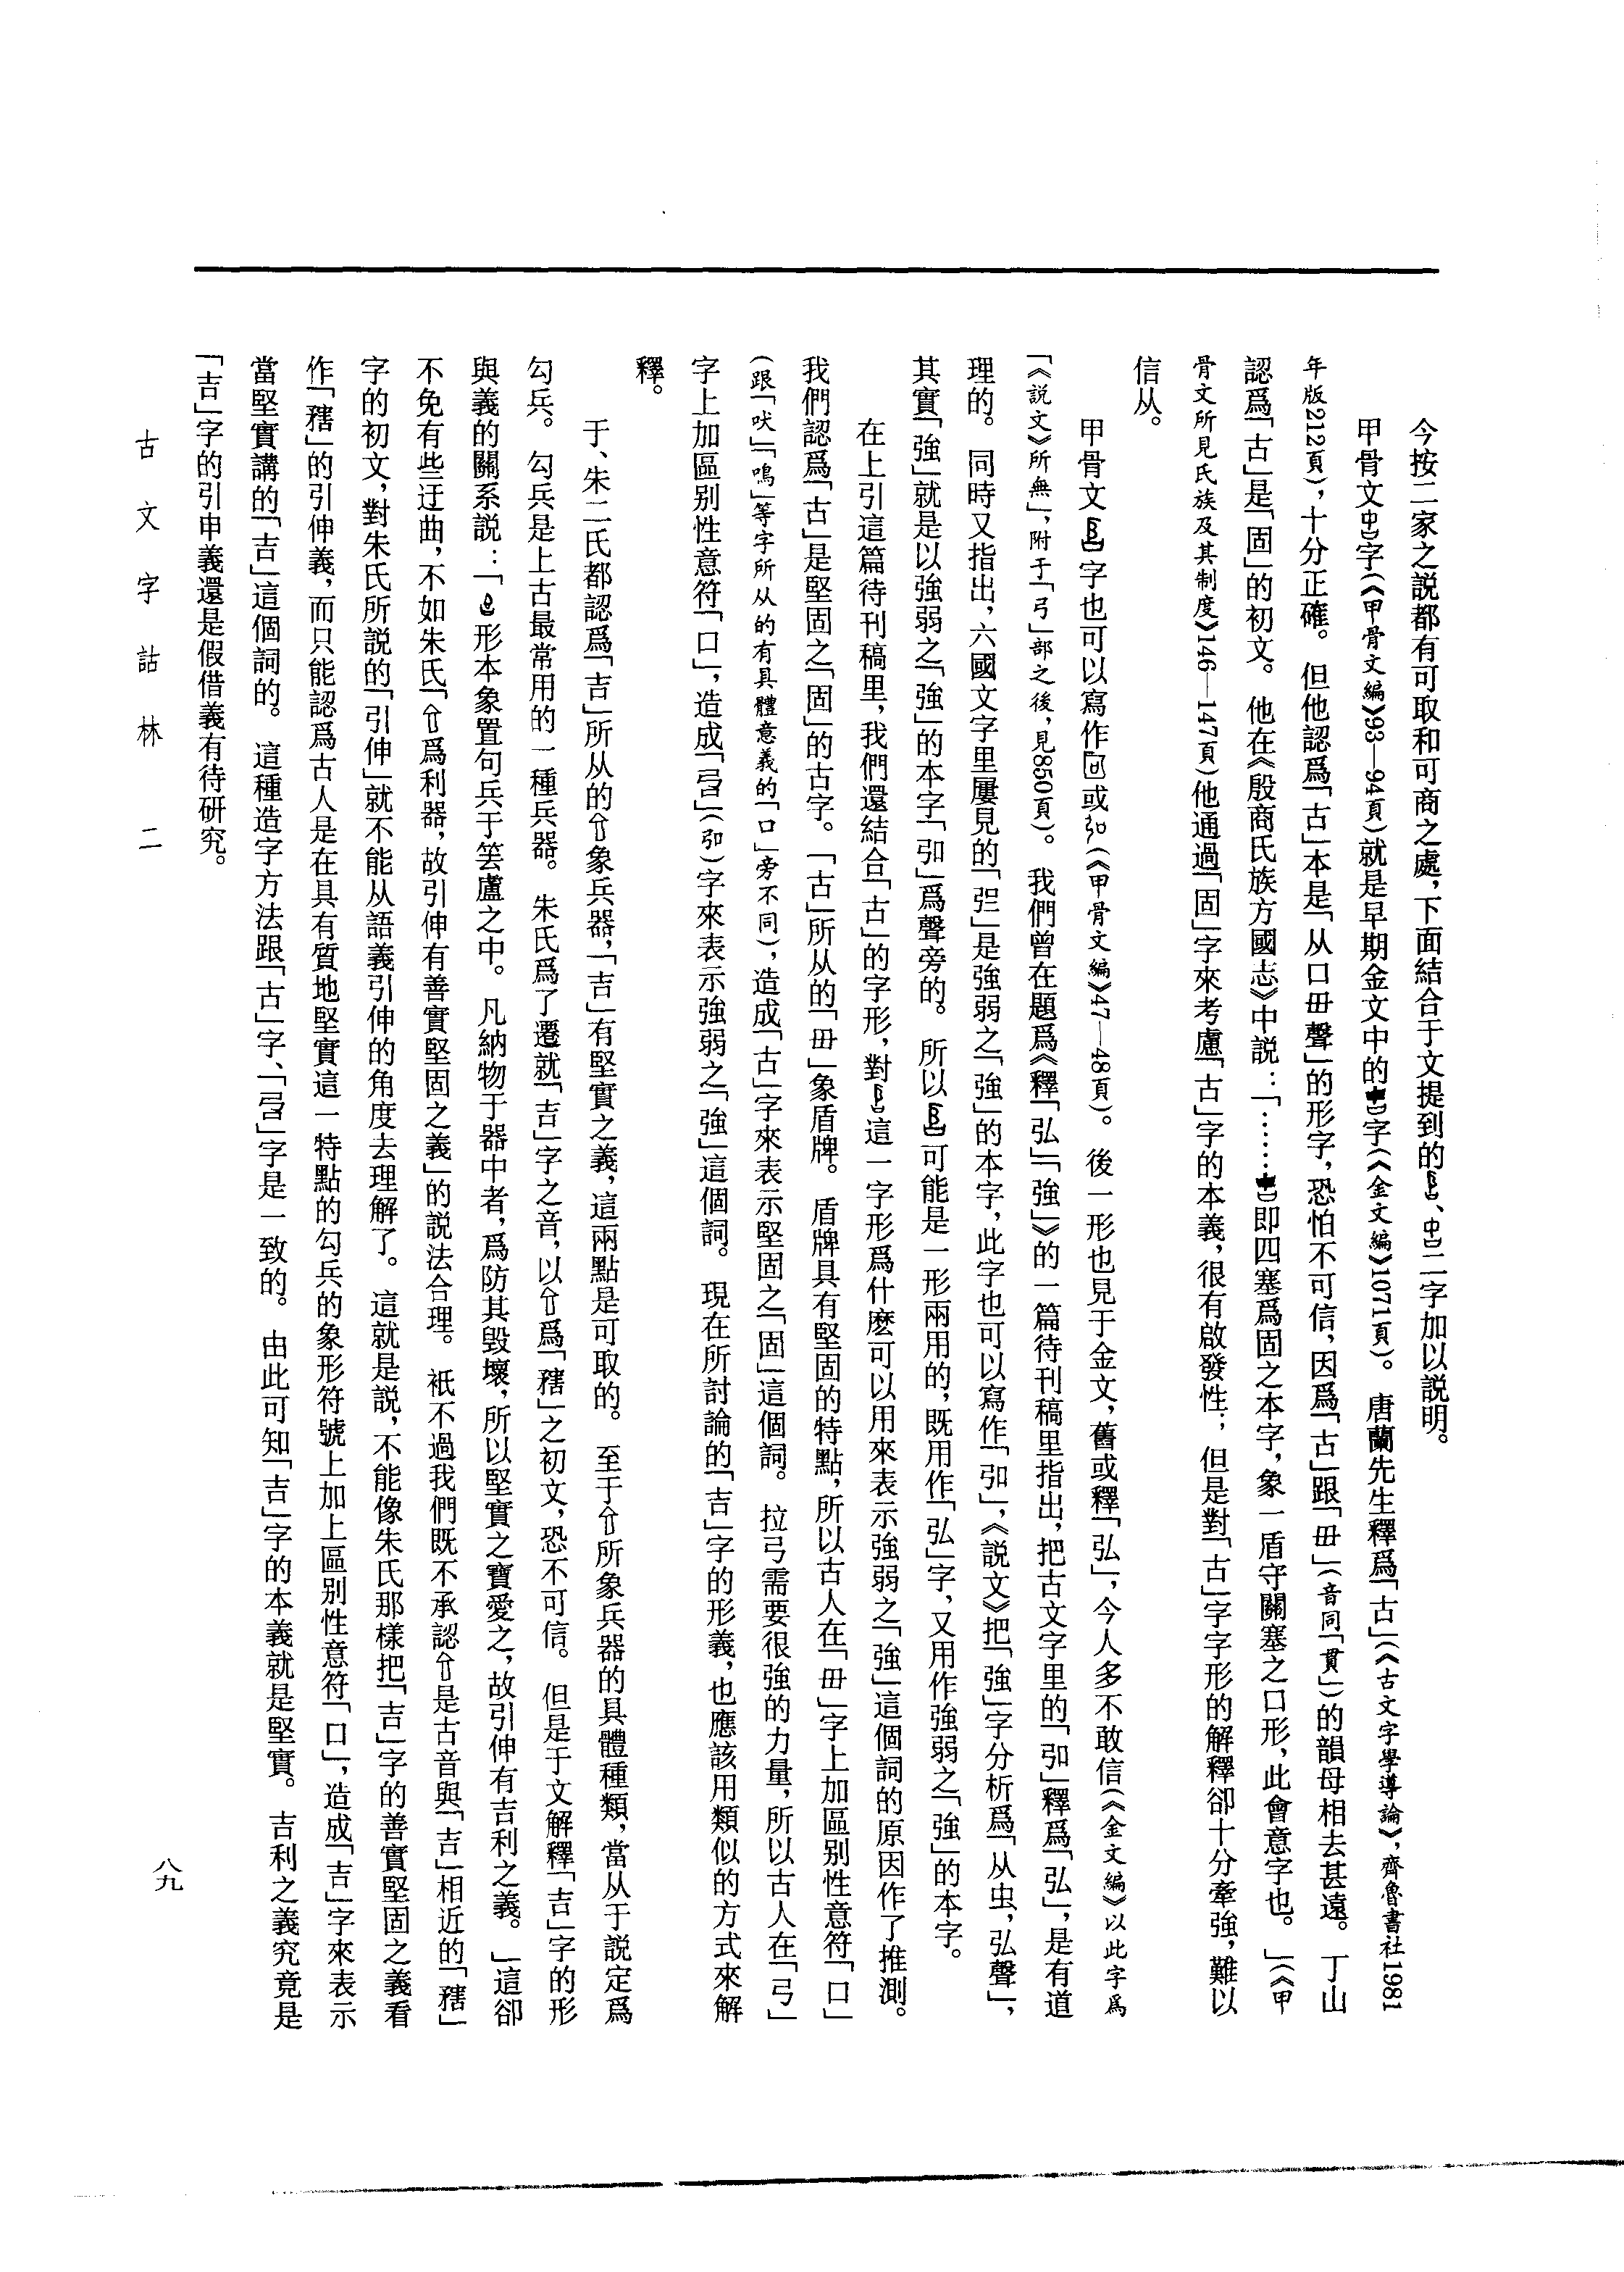 今按二家之説都有可取和可商之處，下面結合于文提到的、二字加以説明。
甲骨文字（《甲骨文編》93—94頁）就是早期金文中的字（《金文編》1071頁）。唐蘭先生釋爲「古」（《古文字學導論》，齊魯書社1981
年版212頁），十分正確。但他認爲「古」本是「从口毌聲」的形字，恐怕不可信，因爲「古」跟「毌」（音同「貫」）的韻母相去甚遠。丁山
認爲「古」是「固」的初文。他在《殷商氏族方國志》中説：「……即四塞爲固之本字，象一盾守關塞之口形，此會意字也。」（《甲
骨文所見氏族及其制度》146—147頁）他通過「固」字來考慮「古」字的本義，很有啟發性；但是對「古」字字形的解釋卻十分牽強，難以
信从。
甲骨文字也可以寫作或（《甲骨文編》47—48頁）。後一形也見于金文，舊或釋「弘」，今人多不敢信（《金文編》以此字爲
「《説文》所無」，附于「弓」部之後，見850頁）。我們曾在題爲《釋「弘」「強」》的一篇待刊稿里指出，把古文字里的「弞」釋爲「弘」，是有道
理的。同時又指出，六國文字里屢見的「」是強弱之「強」的本字，此字也可以寫作「」，《説文》把「強」字分析爲「从虫，弘聲」，
其實「強」就是以強弱之「強」的本字「」爲聲旁的。所以可能是一形兩用的，既用作「弘」字，又用作強弱之「強」的本字。
在上引這篇待刊稿里，我們還結合「古」的字形，對這一字形爲什麽可以用來表示強弱之「強」這個詞的原因作了推測。
我們認爲「古」是堅固之「固」的古字。「古」所从的「毌」象盾牌。盾牌具有堅固的特點，所以古人在「毌」字上加區别性意符「口」
（跟「吠」「鳴」等字所从的有具體意義的「口」旁不同），造成「古」字來表示堅固之「固」這個詞。拉弓需要很強的力量，所以古人在「弓」
字上加區别性意符「口」，造成「」（）字來表示強弱之「強」這個詞。現在所討論的「吉」字的形義，也應該用類似的方式來解
釋。
于、朱二氏都認爲「吉」所从的象兵器，「吉」有堅實之義，這兩點是可取的。至于所象兵器的具體種類，當从于説定爲
勾兵。勾兵是上古最常用的一種兵器。朱氏爲了遷就「吉」字之音，以爲「」之初文，恐不可信。但是于文解釋「吉」字的形
與義的關系説：「形本象置句兵于筶盧之中。凡納物于器中者，爲防其毀壞，所以堅實之寶愛之，故引伸有吉利之義。」這卻
不免有些迂曲，不如朱氏「爲利器，故引伸有善實堅固之義」的説法合理。衹不過我們既不承認是古音與「吉」相近的「」
字的初文，對朱氏所説的「引伸」就不能从語義引伸的角度去理解了。這就是説，不能像朱氏那樣把「吉」字的善實堅固之義看
作「」的引伸義，而只能認爲古人是在具有質地堅實這一特點的勾兵的象形符號上加上區别性意符「口」，造成「吉」字來表示
當堅實講的「吉」這個詞的。這種造字方法跟「古」字、「」字是一致的。由此可知「吉」字的本義就是堅實。吉利之義究竟是
「吉」字的引申義還是假借義有待研究。
古文字詁林 二
八九